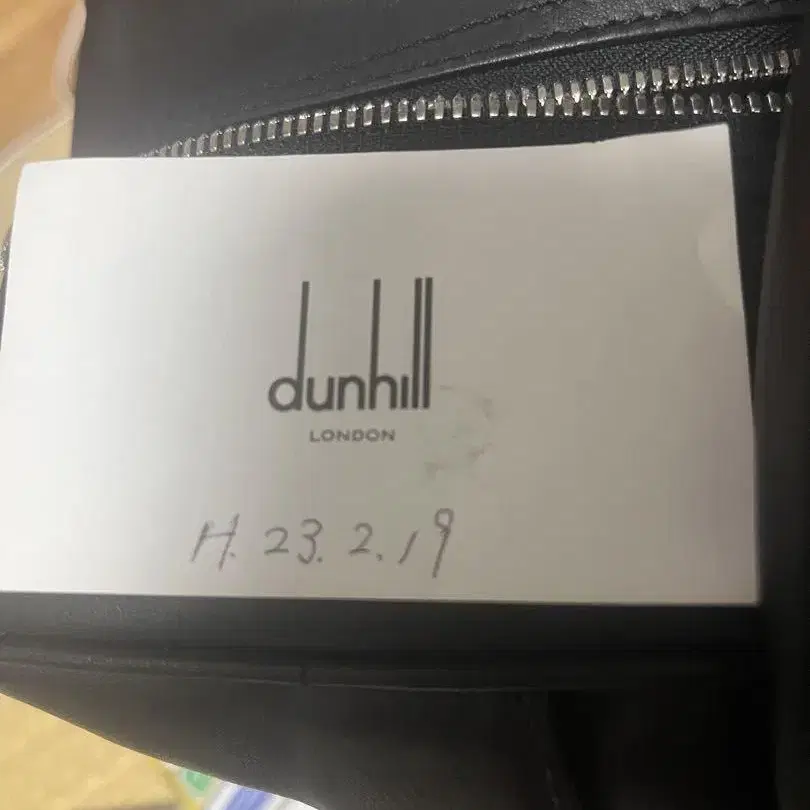 dunhill
LONDON
H. 23. 2. 19